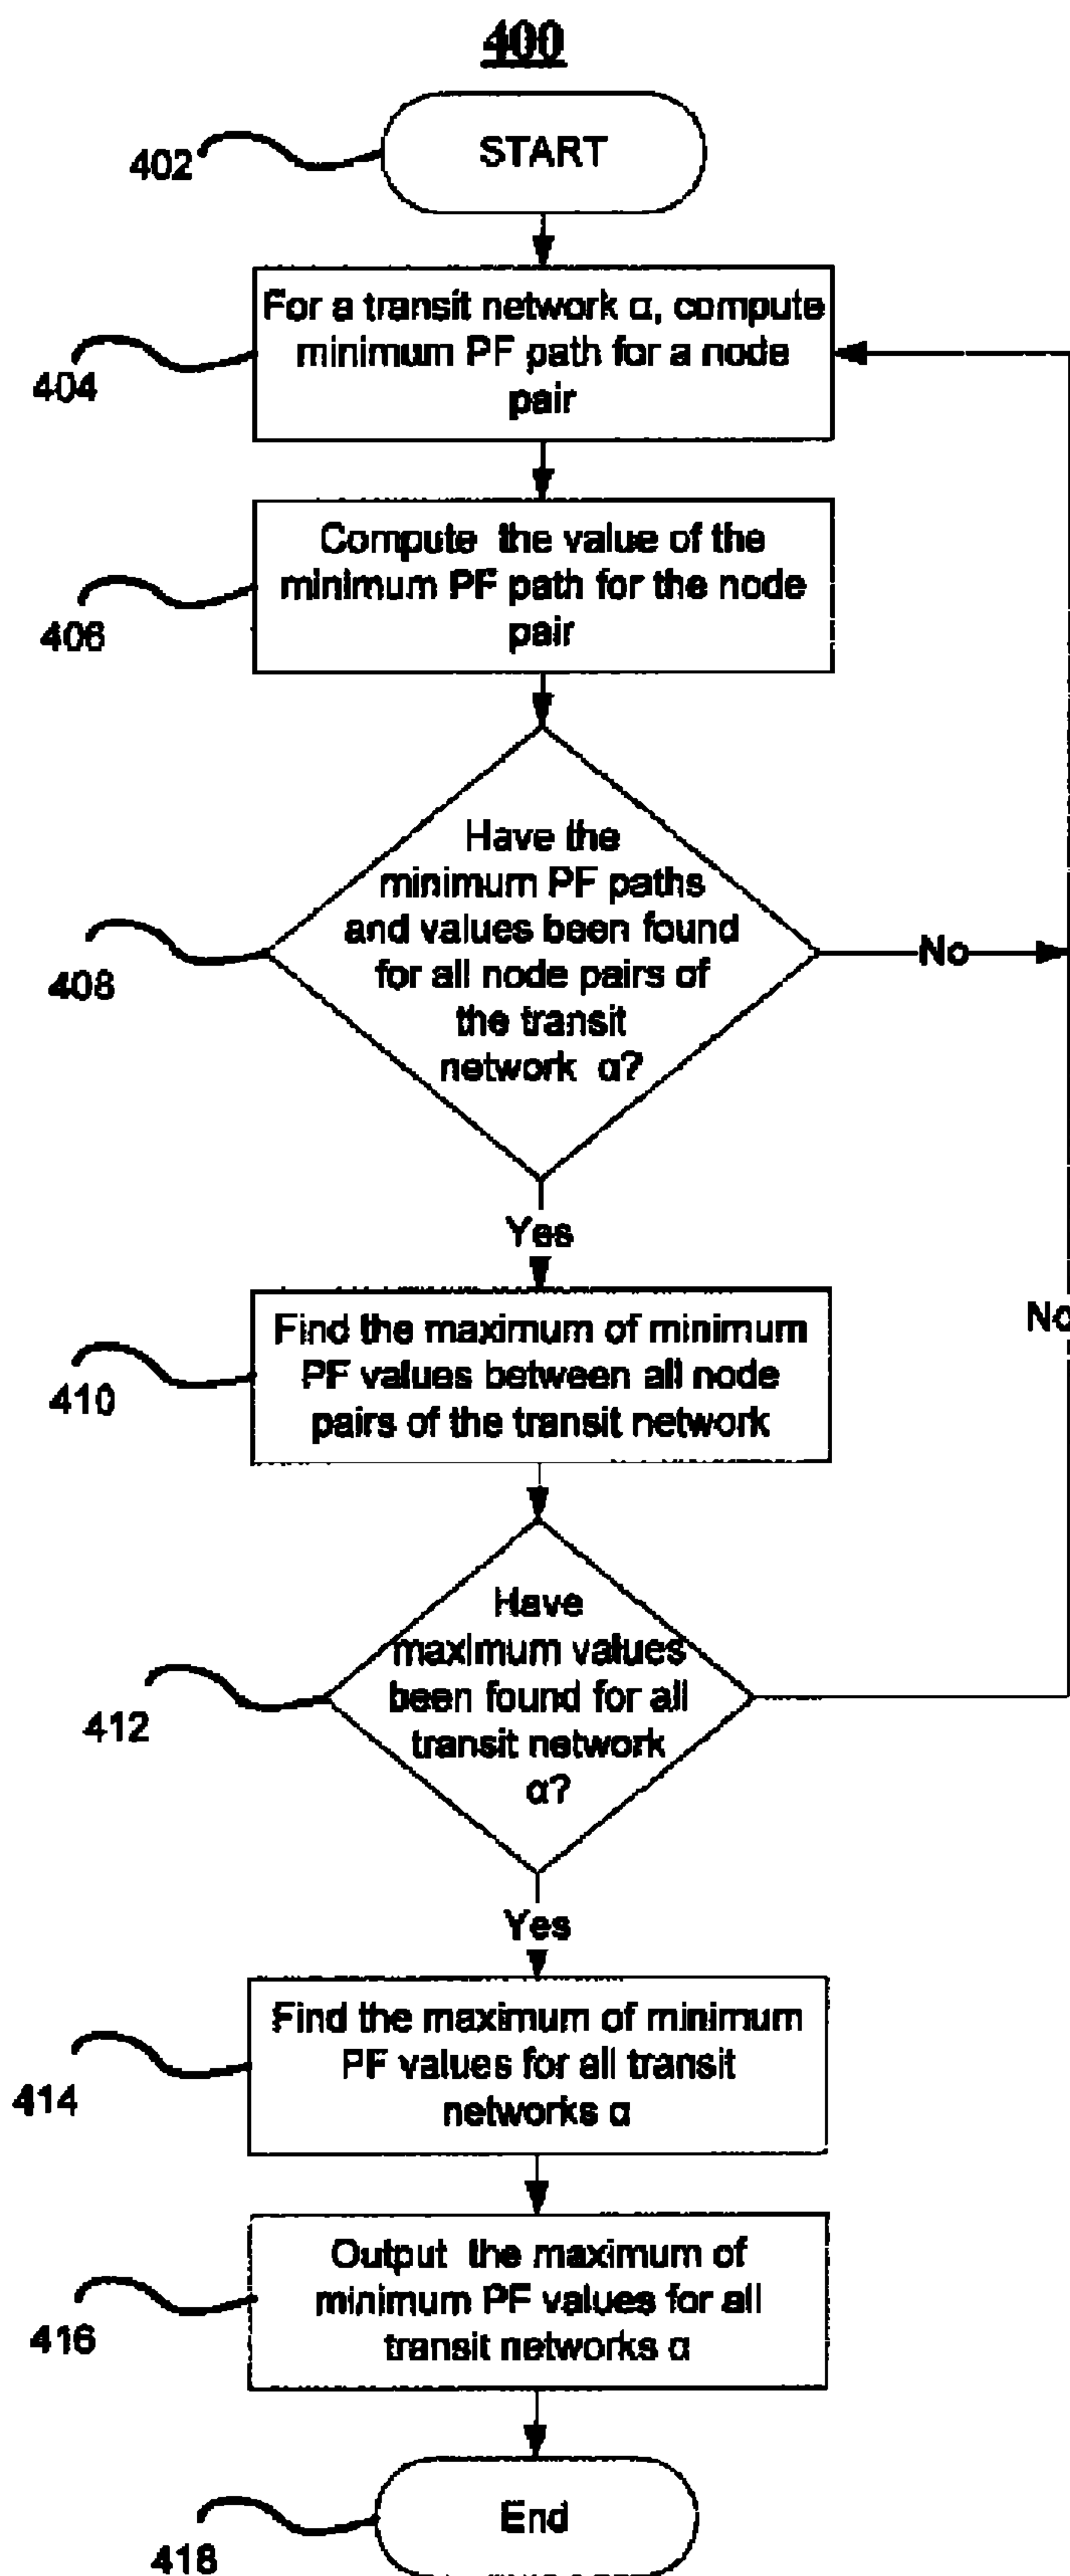 400
START
402
For a transit network α, compute
minimum PF path for a node
pair
404
Compute the value of the
minimum PF path for the node
pair
406
Have the
minimum PF paths
and values been found
for all node pairs of
the transit
network α?
408
No
Yes
Find the maximum of minimum
PF values between all node
pairs of the transit network
410
No
Have
maximum values
been found for all
transit network
α?
412
Yes
Find the maximum of minimum
PF values for all transit
networks α
414
Output the maximum of
minimum PF values for all
transit networks α
416
End
418